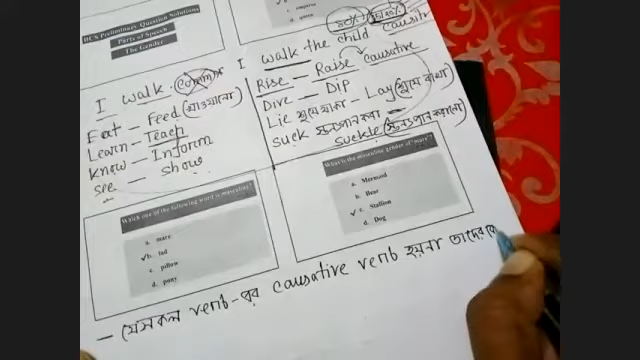 BCS Preliminary Question Solutions
Parts of Speech
The Gender
c. empress
d. queen
I walk.
Eat - Feed (খাওয়ানো)
Learn - Teach
Know - Inform
See - show
I walk the child
causative
Rise - Raise causative
Dive - Dip
Lie শুয়ে থাকা - Lay (শুয়ে রাখা)
suck স্তন্যপান করা -
suckle (স্তন্যপান করানো)
Which one of the following word is masculine?
a. mare
b. lad
c. pillow
d. pony
What is the masculine gender of "mare"
a. Mermaid
b. Bear
c. Stallion
d. Dog
- যেসকল verb-এর causative verb হয়না তাদের